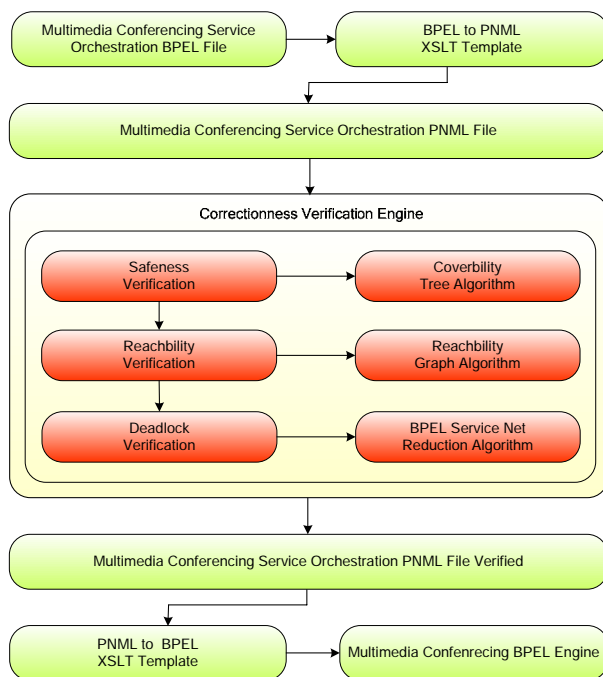 Multimedia Conferencing Service
Orchestration BPEL File
BPEL to PNML
XSLT Template
Multimedia Conferencing Service Orchestration PNML File
Correctionness Verification Engine
Safeness
Verification
Coverbility
Tree Algorithm
Reachbility
Verification
Reachbility
Graph Algorithm
Deadlock
Verification
BPEL Service Net
Reduction Algorithm
Multimedia Conferencing Service Orchestration PNML File Verified
PNML to BPEL
XSLT Template
Multimedia Confenrecing BPEL Engine